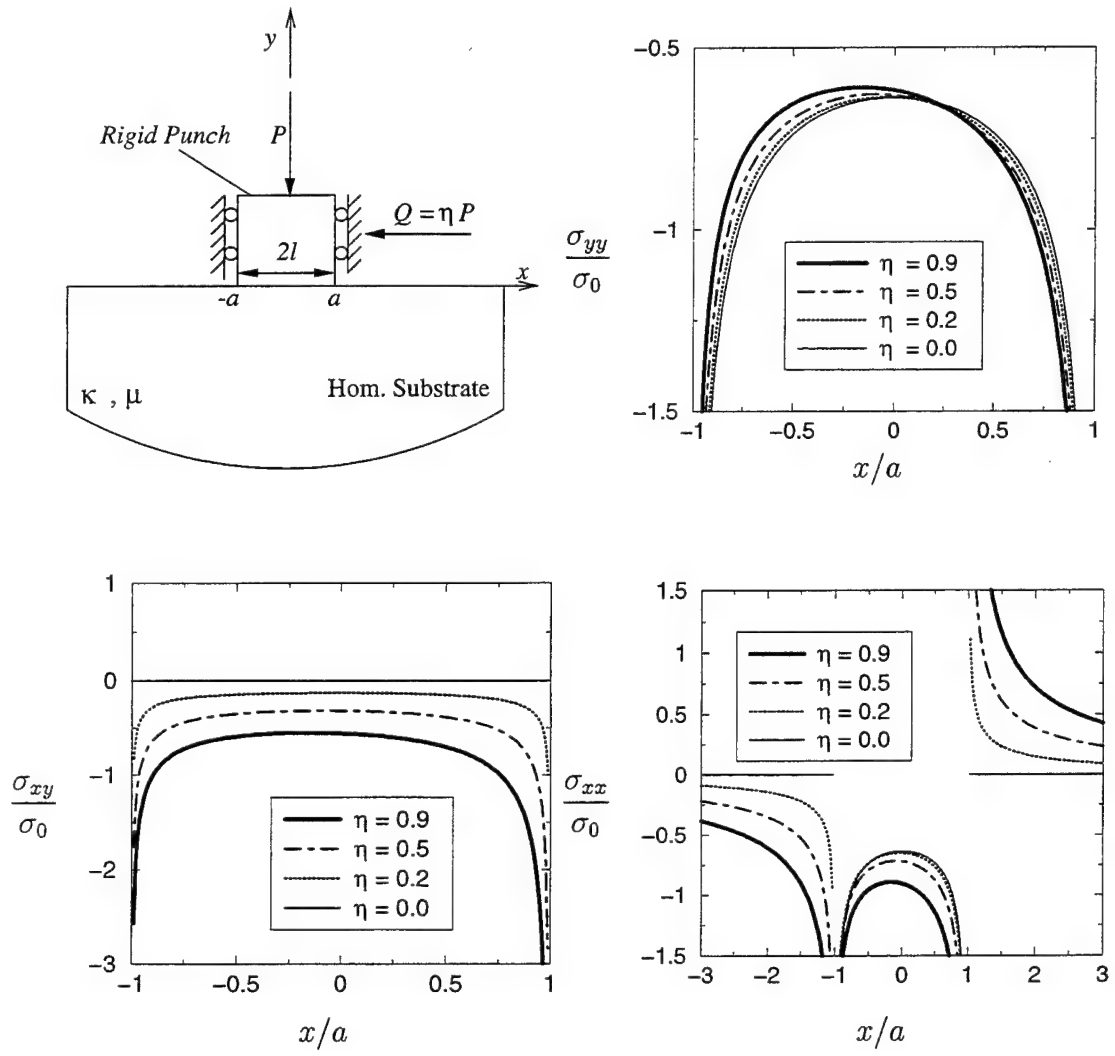 y
Rigid Punch
P
Q = η P
2l
x
-a
a
κ , μ
Hom. Substrate
σyy
σ0
-0.5
-1
-1.5
η = 0.9
η = 0.5
η = 0.2
η = 0.0
-1
-0.5
0
0.5
1
x/a
σxy
σ0
1
0
-1
-2
-3
η = 0.9
η = 0.5
η = 0.2
η = 0.0
-1
-0.5
0
0.5
1
x/a
σxx
σ0
1.5
1
0.5
0
-0.5
-1
-1.5
η = 0.9
η = 0.5
η = 0.2
η = 0.0
-3
-2
-1
0
1
2
3
x/a